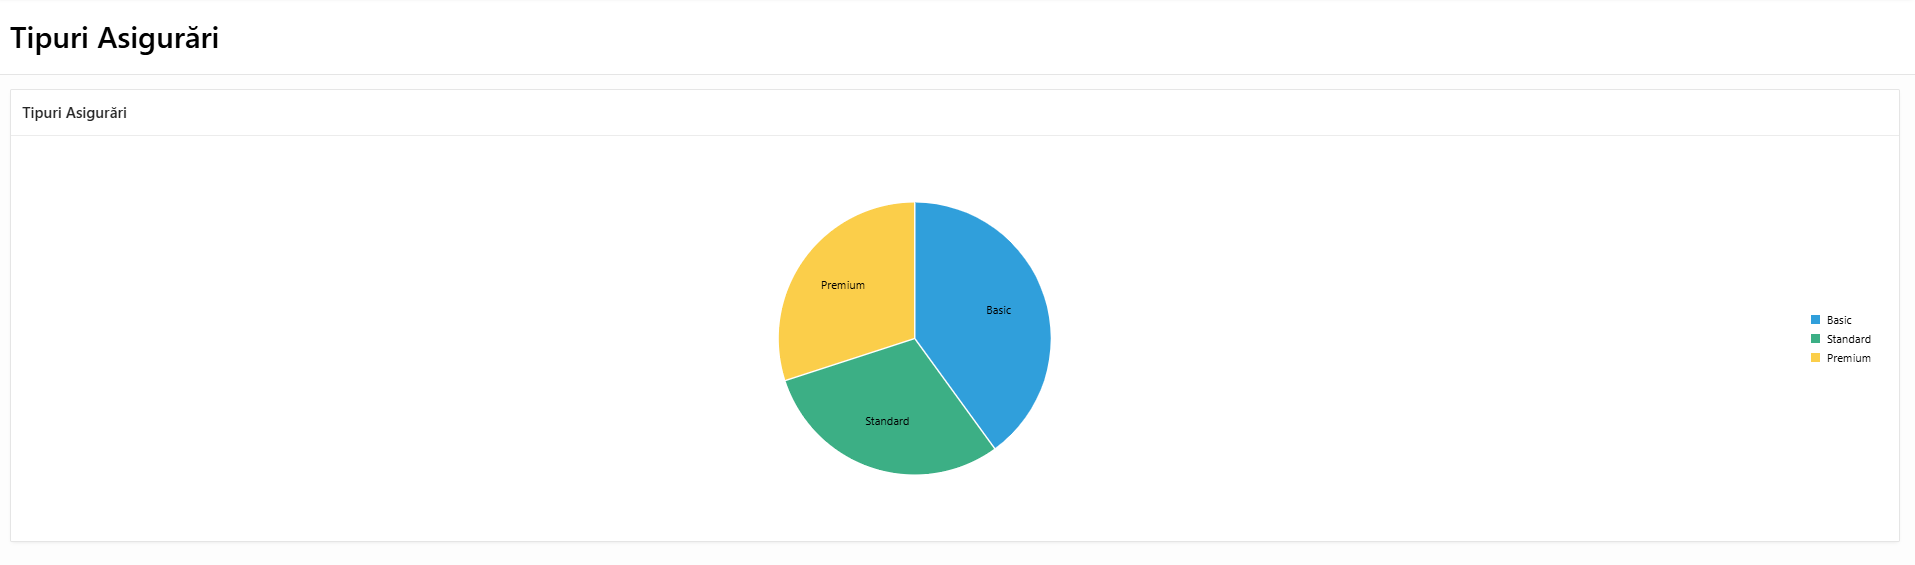 Tipuri Asigurări
Tipuri Asigurări
Premium
Basic
Standard
Basic
Standard
Premium